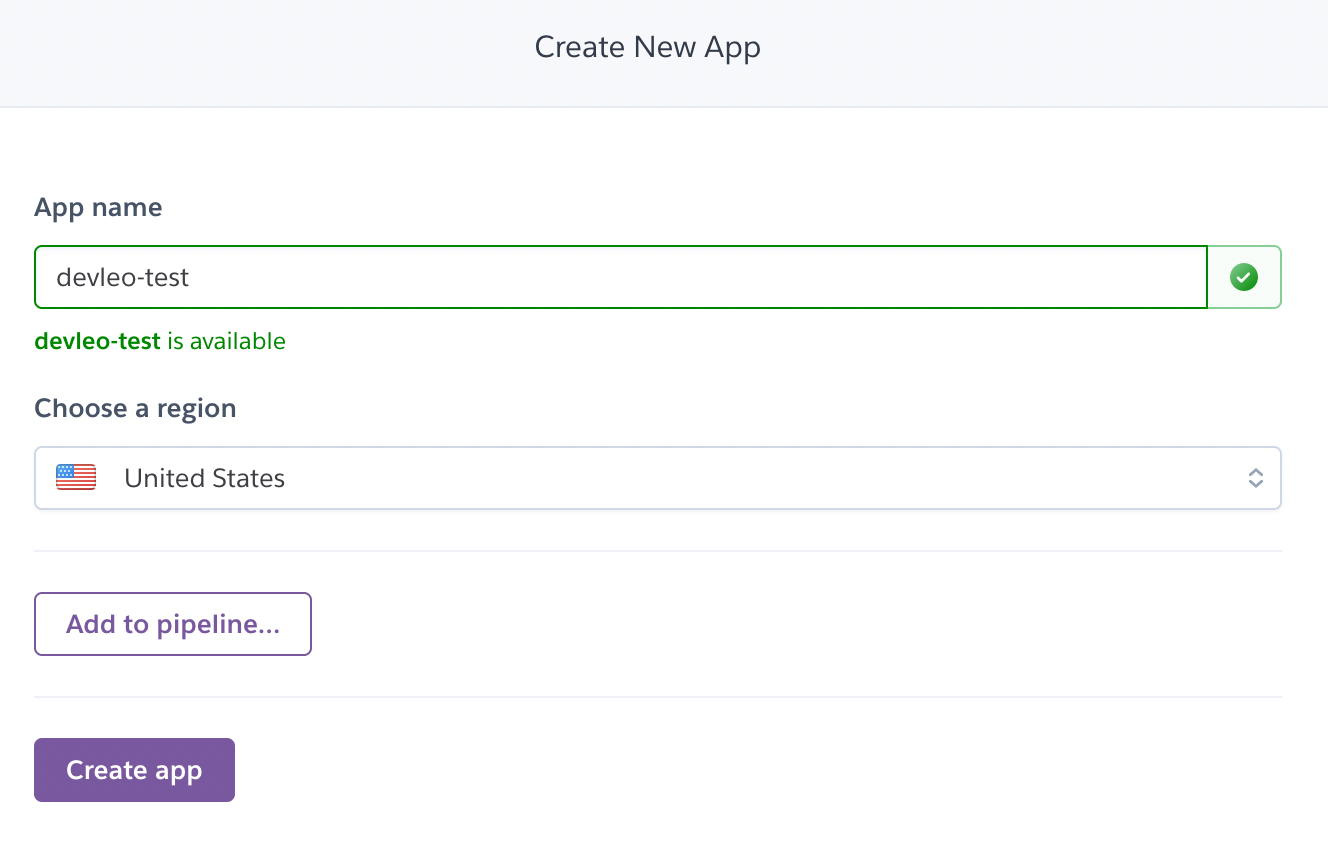 Create New App
App name
devleo-test
devleo-test is available
Choose a region
United States
Add to pipeline...
Create app